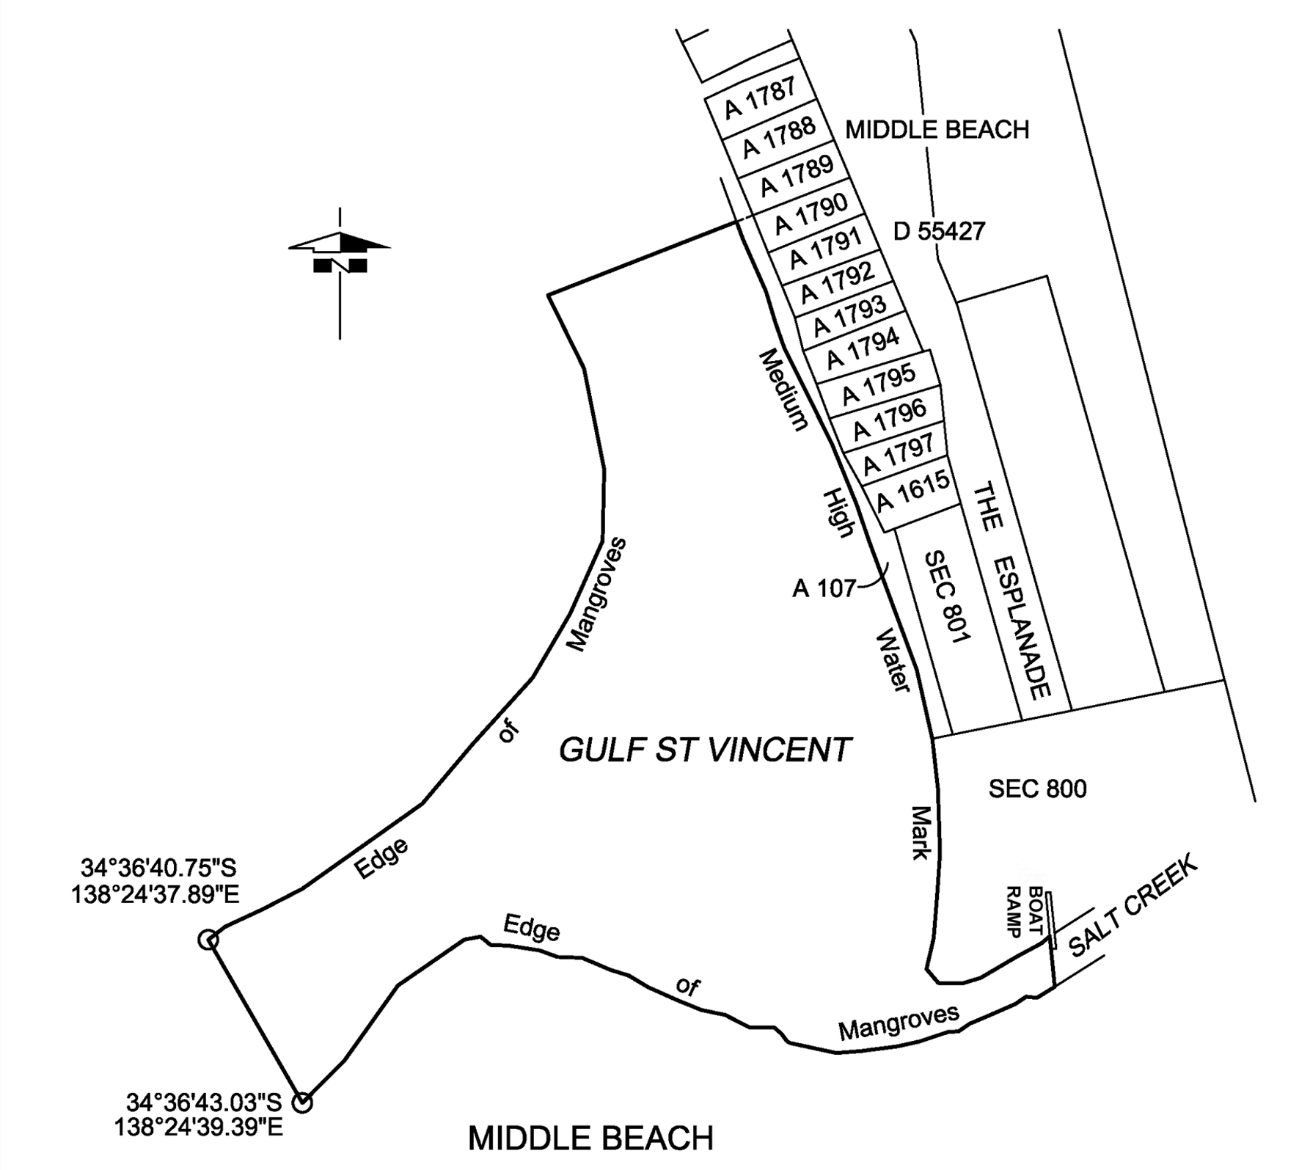 A 1787
A 1788
MIDDLE BEACH
A 1789
A 1790
D 55427
A 1791
N
A 1792
A 1793
A 1794
Medium
A 1795
A 1796
A 1797
A 1615
High
THE ESPLANADE
SEC 801
A 107
Mangroves
Water
of
GULF ST VINCENT
SEC 800
Mark
Edge
34°36'40.75"S
138°24'37.89"E
BOAT
RAMP
SALT CREEK
Edge
of
Mangroves
34°36'43.03"S
138°24'39.39"E
MIDDLE BEACH